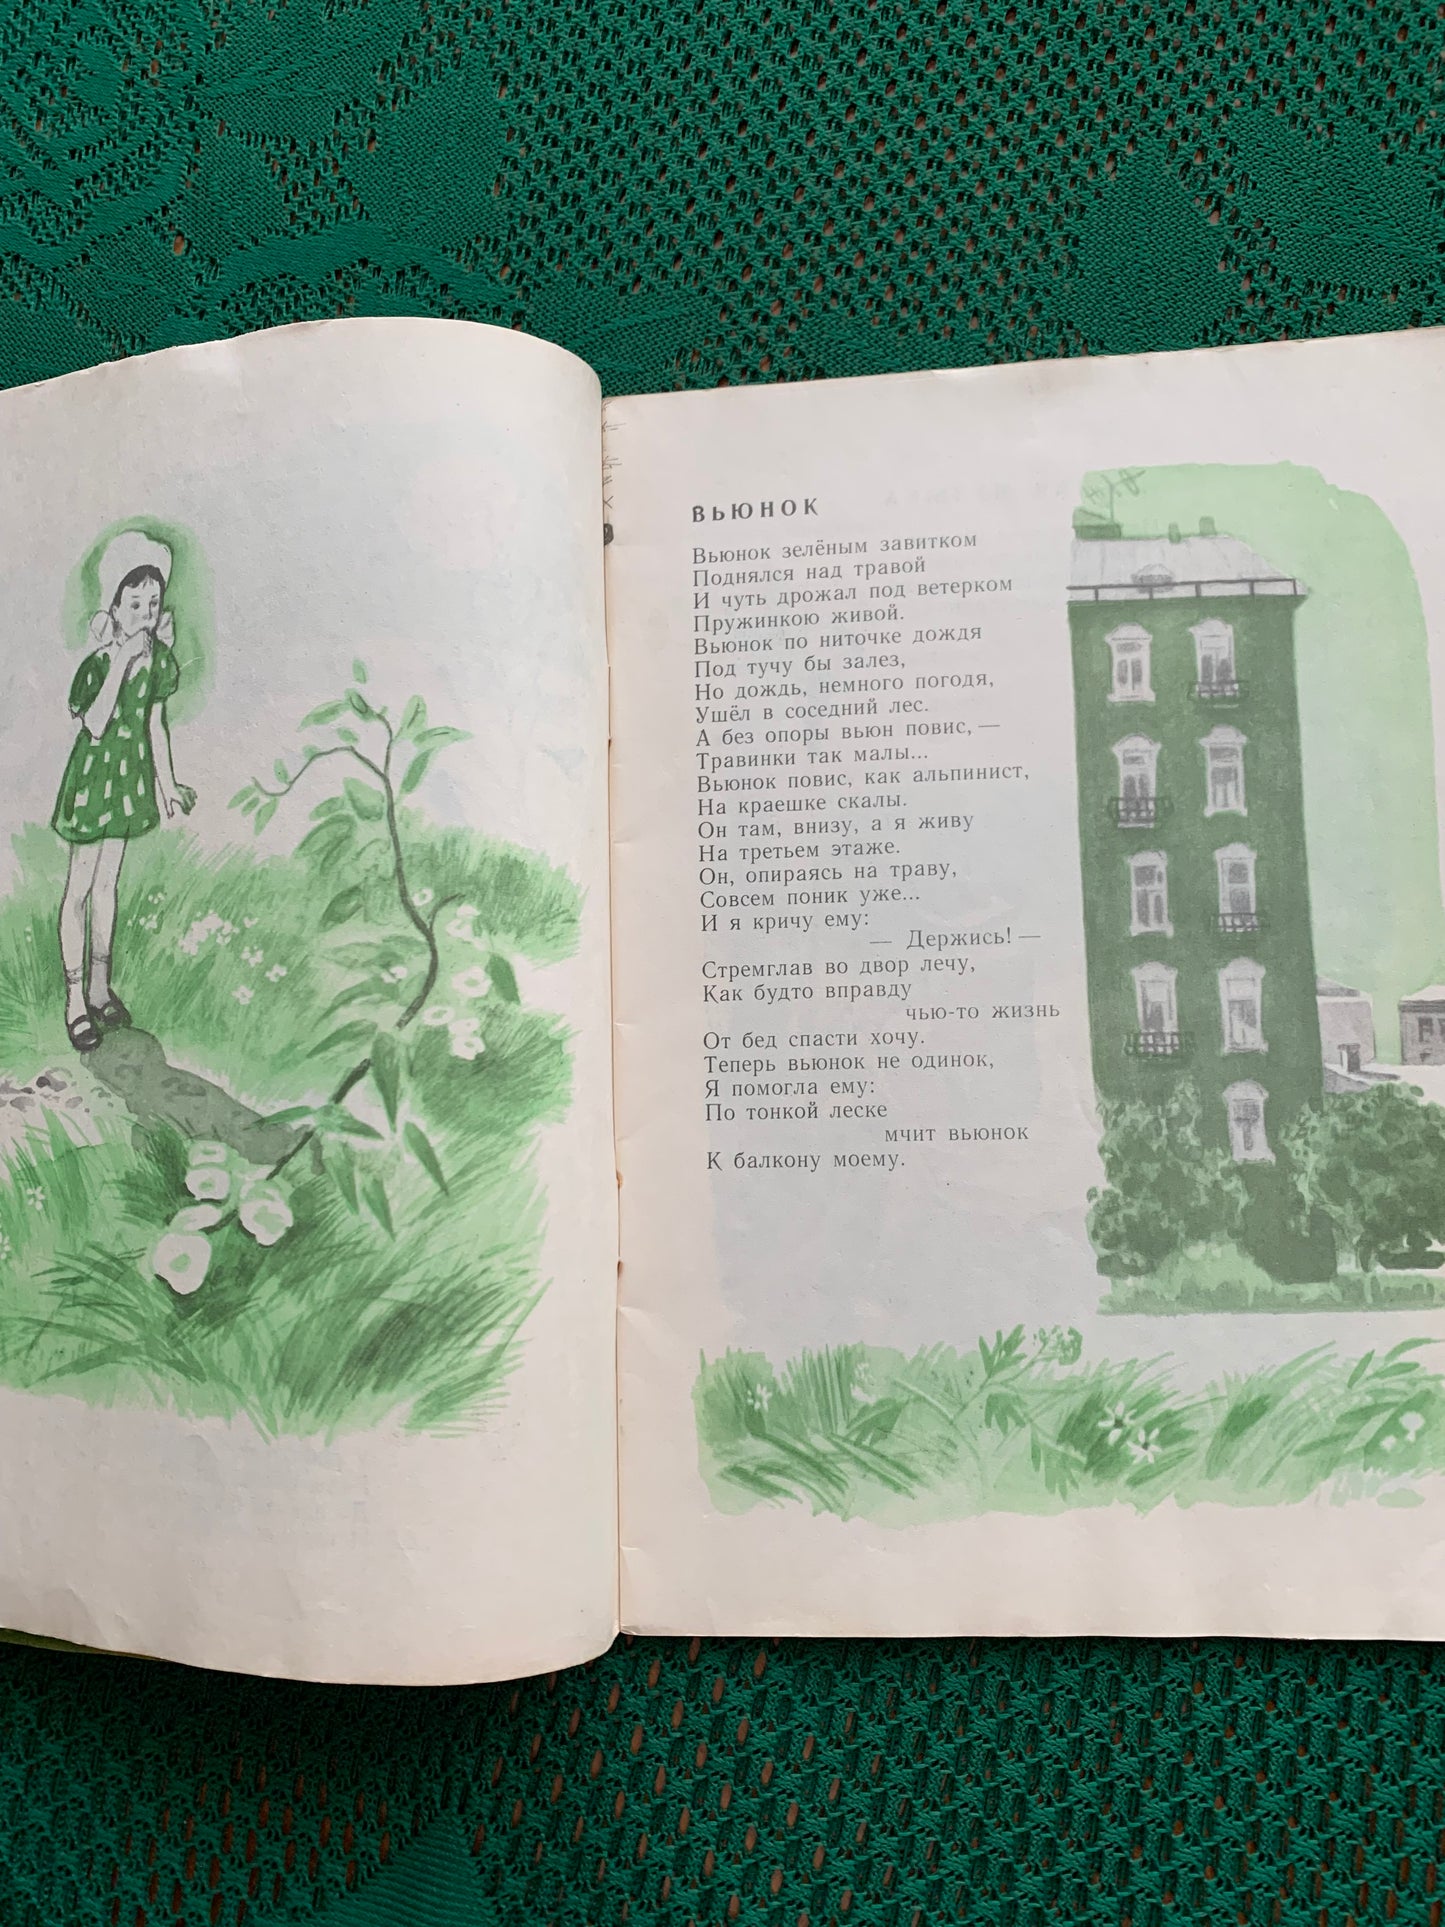 ВЬЮНОК
Вьюнок зелёным завитком
Поднялся над травой
И чуть дрожал под ветерком
Пружинкою живой.
Вьюнок по ниточке дождя
Под тучу бы залез,
Но дождь, немного погодя,
Ушёл в соседний лес.
А без опоры вьюн повис, —
Травинки так малы...
Вьюнок повис, как альпинист,
На краешке скалы.
Он там, внизу, а я живу
На третьем этаже.
Он, опираясь на траву,
Совсем поник уже...
И я кричу ему:
— Держись! —
Стремглав во двор лечу,
Как будто вправду
чью-то жизнь
От бед спасти хочу.
Теперь вьюнок не одинок,
Я помогла ему:
По тонкой леске
мчит вьюнок
К балкону моему.